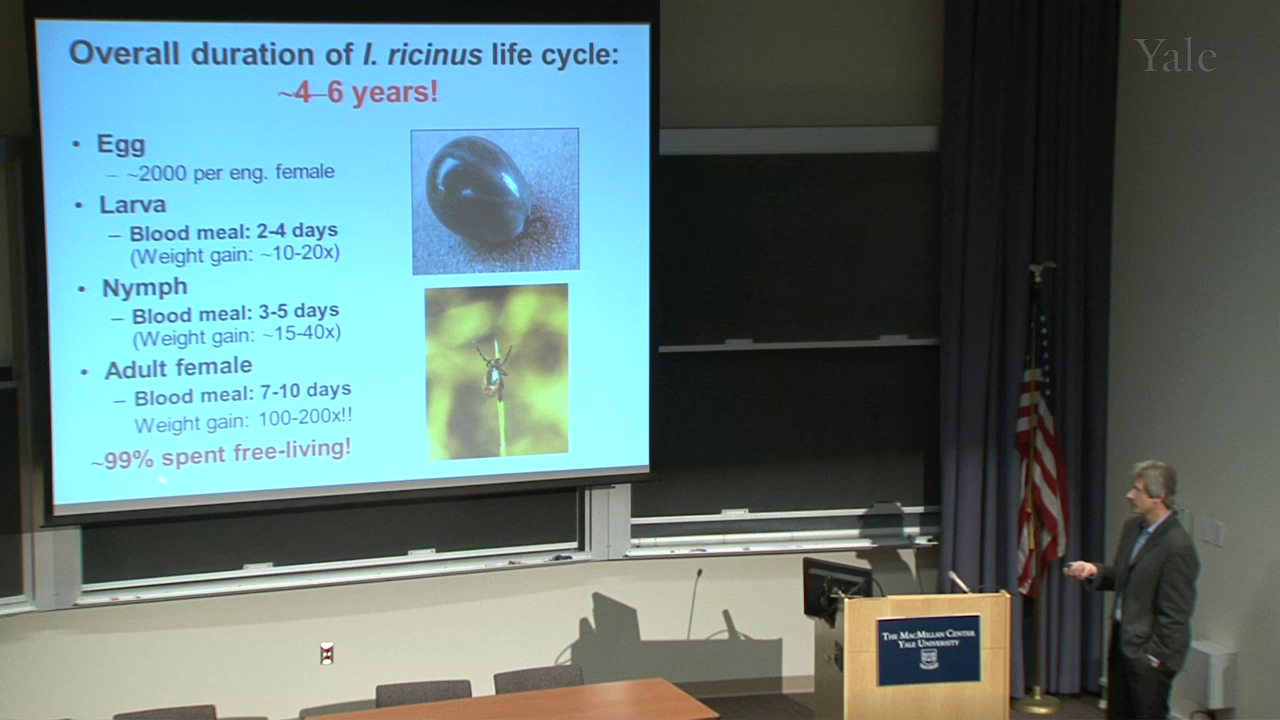 Overall duration of I. ricinus life cycle:
~4–6 years!
• Egg
– ~2000 per eng. female
• Larva
– Blood meal: 2-4 days
(Weight gain: ~10-20x)
• Nymph
– Blood meal: 3-5 days
(Weight gain: ~15-40x)
• Adult female
– Blood meal: 7-10 days
Weight gain: 100-200x!!
~99% spent free-living!
Yale
THE MACMILLAN CENTER
YALE UNIVERSITY